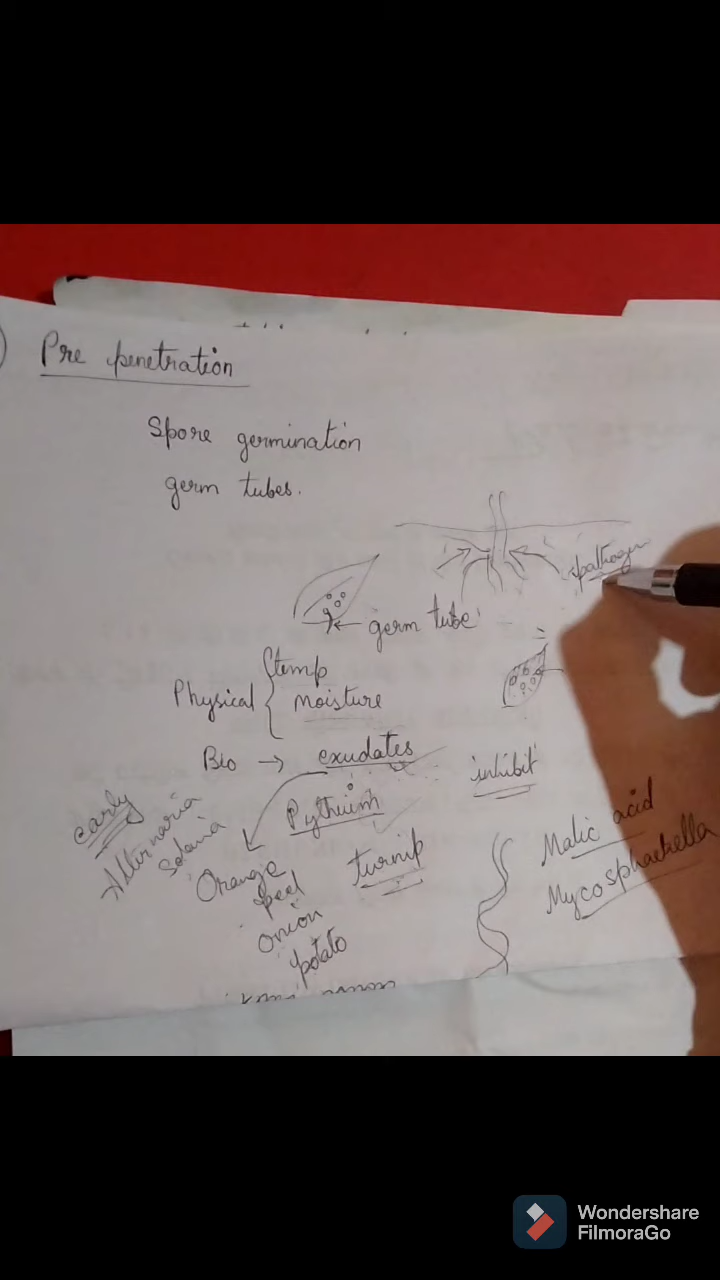 Pre penetration
Spore germination
germ tubes.
pathogen
germ tube
Physical
temp
moisture
Bio → exudates
inhibit
Pythium
early
Alternaria
Solania
Orange
peel
onion
potato
turnip
Malic acid
Mycosphaerella
Wondershare
FilmoraGo